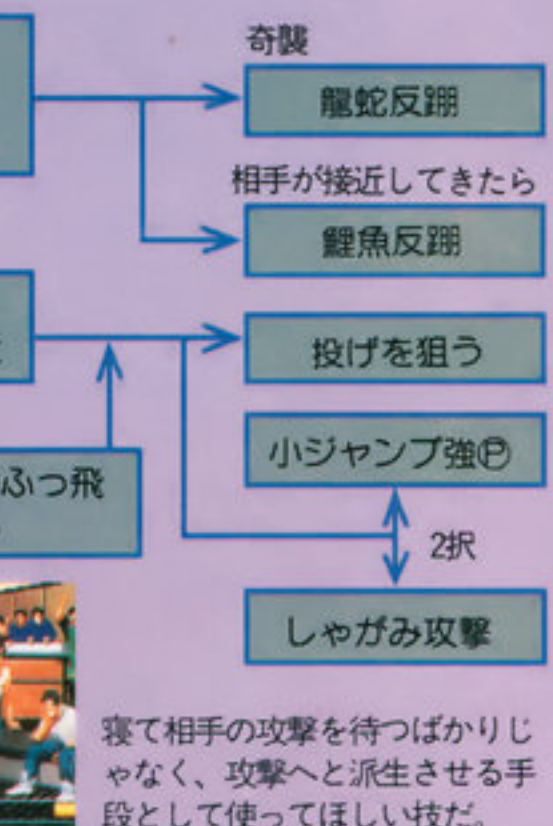 奇襲
龍蛇反蹦
相手が接近してきたら
鯉魚反蹦
投げを狙う
小ジャンプ強Ⓟ
ふっ飛
2択
しゃがみ攻撃
寝て相手の攻撃を待つばかりじ
ゃなく、攻撃へと派生させる手
段として使ってほしい技だ。